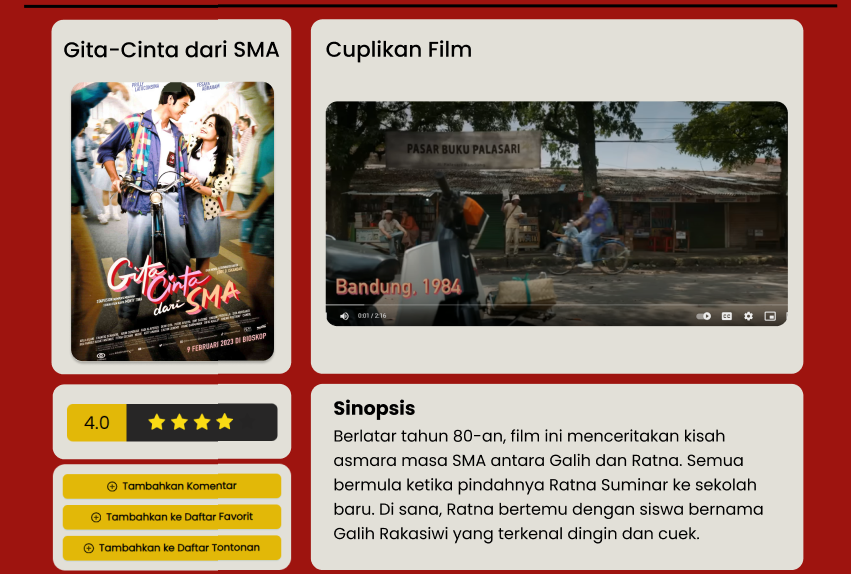 Gita-Cinta dari SMA
Gita
Cinta
dari SMA
9 FEBRUARI 2023 DI BIOSKOP
Cuplikan Film
PASAR BUKU PALASARI
Bandung, 1984
0:01 / 2:16
4.0
Tambahkan Komentar
Tambahkan ke Daftar Favorit
Tambahkan ke Daftar Tontonan
Sinopsis
Berlatar tahun 80-an, film ini menceritakan kisah
asmara masa SMA antara Galih dan Ratna. Semua
bermula ketika pindahnya Ratna Suminar ke sekolah
baru. Di sana, Ratna bertemu dengan siswa bernama
Galih Rakasiwi yang terkenal dingin dan cuek.